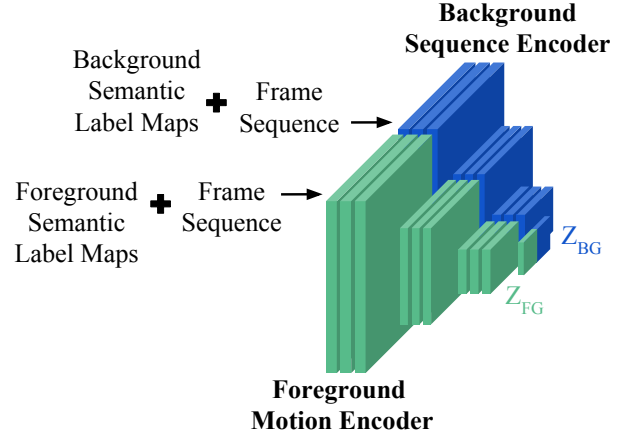 Background
Sequence Encoder
Background
Semantic
Label Maps
+
Frame
Sequence
Foreground
Semantic
Label Maps
+
Frame
Sequence
Z_BG
Z_FG
Foreground
Motion Encoder